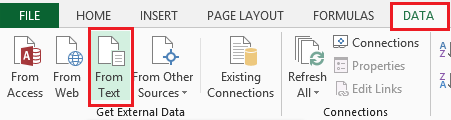 FILE HOME INSERT PAGE LAYOUT FORMULAS DATA
From Access
From Web
From Text
From Other Sources
Existing Connections
Refresh All
Connections
Properties
Edit Links
A Z
Z A
Get External Data
Connections